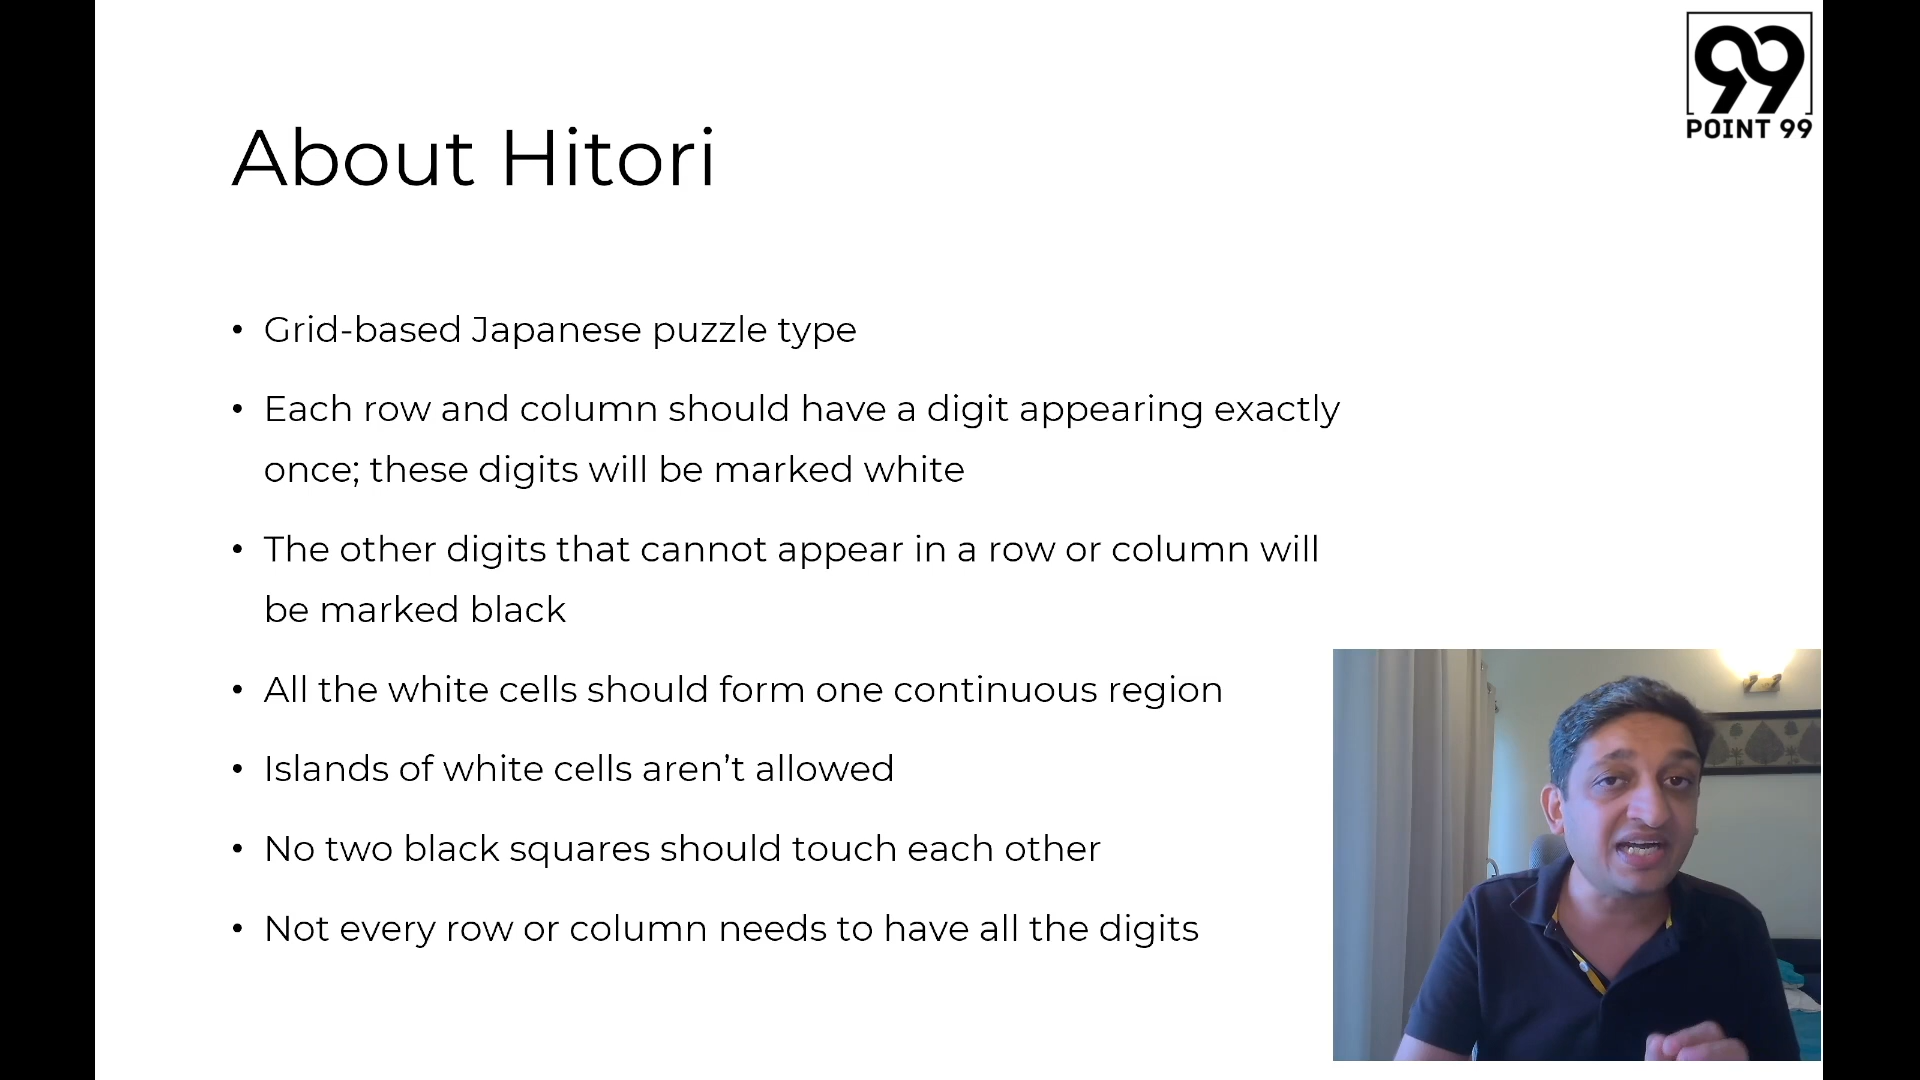 99
POINT 99
About Hitori
• Grid-based Japanese puzzle type
• Each row and column should have a digit appearing exactly
once; these digits will be marked white
• The other digits that cannot appear in a row or column will
be marked black
• All the white cells should form one continuous region
• Islands of white cells aren’t allowed
• No two black squares should touch each other
• Not every row or column needs to have all the digits